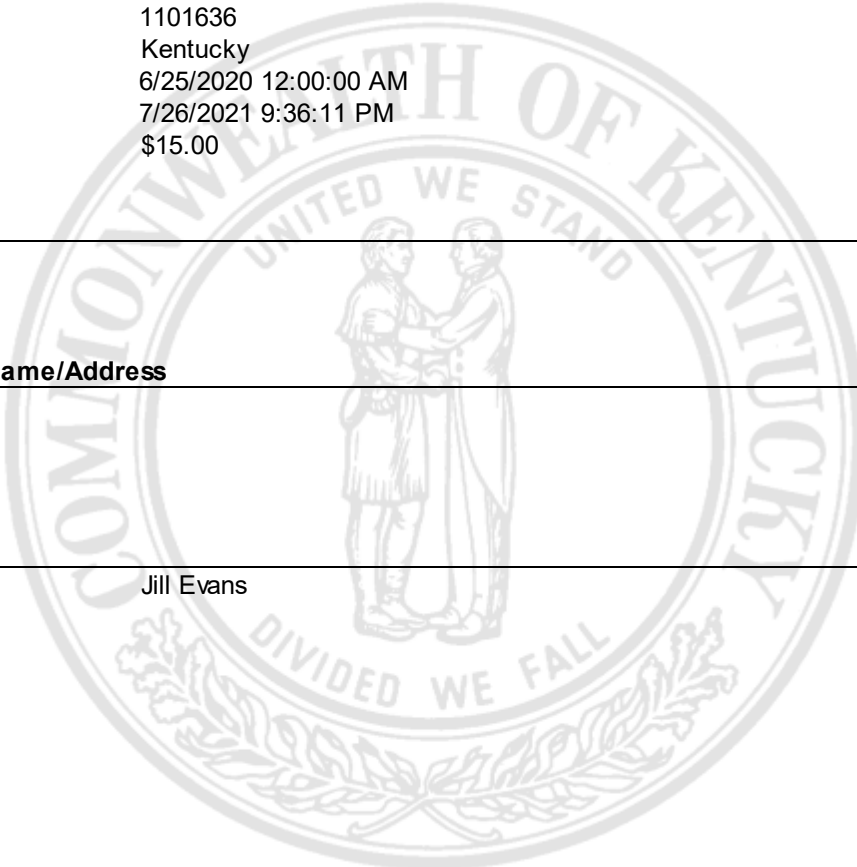 1101636
Kentucky
6/25/2020 12:00:00 AM
7/26/2021 9:36:11 PM
$15.00
COMMONWEALTH OF KENTUCKY
UNITED WE STAND
ame/Address
Jill Evans
DIVIDED WE FALL